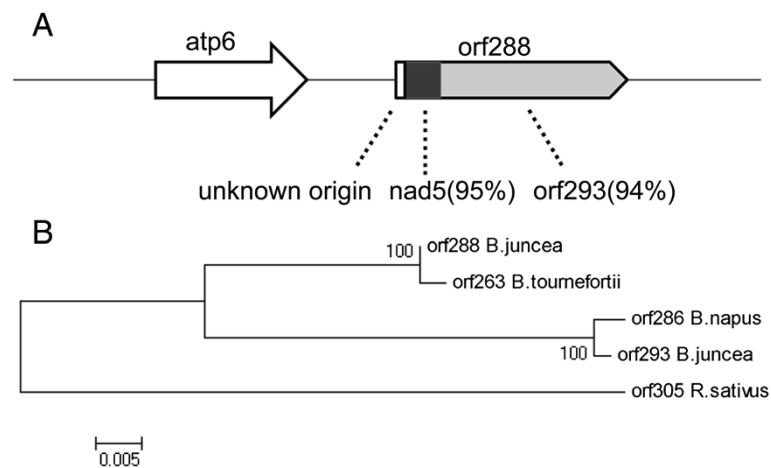 A
atp6
orf288
unknown origin nad5(95%) orf293(94%)
B
100
orf288 B.juncea
orf263 B.tournefortii
orf286 B.napus
100
orf293 B.juncea
orf305 R.sativus
0.005